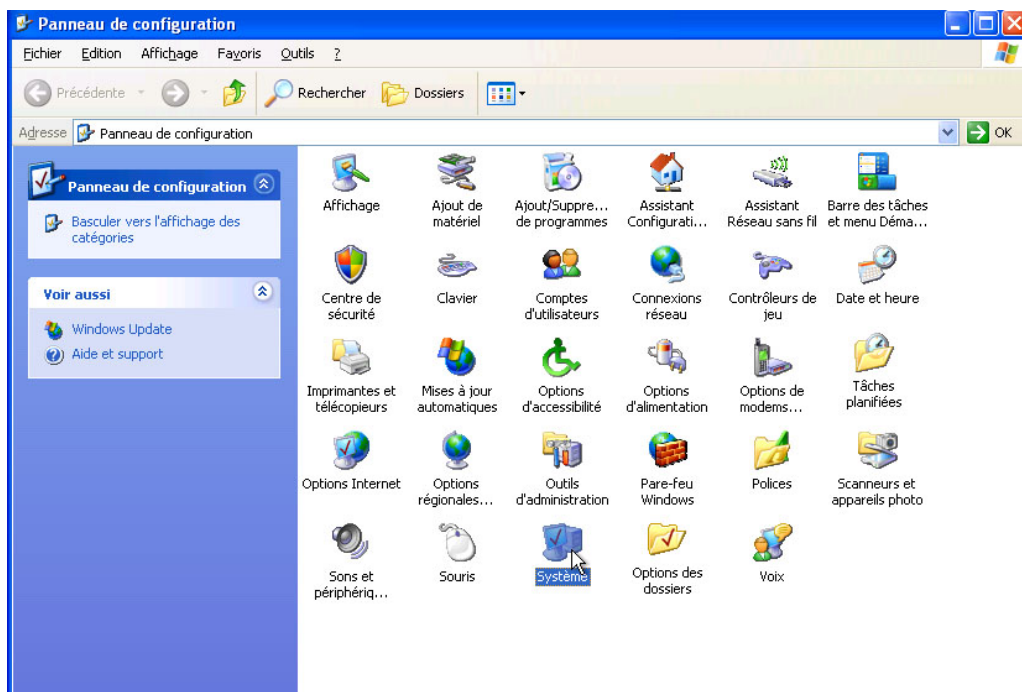 Panneau de configuration
Fichier Edition Affichage Favoris Outils ?
Précédente Rechercher Dossiers
Adresse Panneau de configuration OK
Panneau de configuration
Basculer vers l'affichage des
catégories
Voir aussi
Windows Update
Aide et support
Affichage
Ajout de
matériel
Ajout/Suppre...
de programmes
Assistant
Configurati...
Assistant
Réseau sans fil
Barre des tâches
et menu Déma...
Centre de
sécurité
Clavier
Comptes
d'utilisateurs
Connexions
réseau
Contrôleurs de
jeu
Date et heure
Imprimantes et
télécopieurs
Mises à jour
automatiques
Options
d'accessibilité
Options
d'alimentation
Options de
modems...
Tâches
planifiées
Options Internet
Options
régionales...
Outils
d'administration
Pare-feu
Windows
Polices
Scanneurs et
appareils photo
Sons et
périphériq...
Souris
Système
Options des
dossiers
Voix